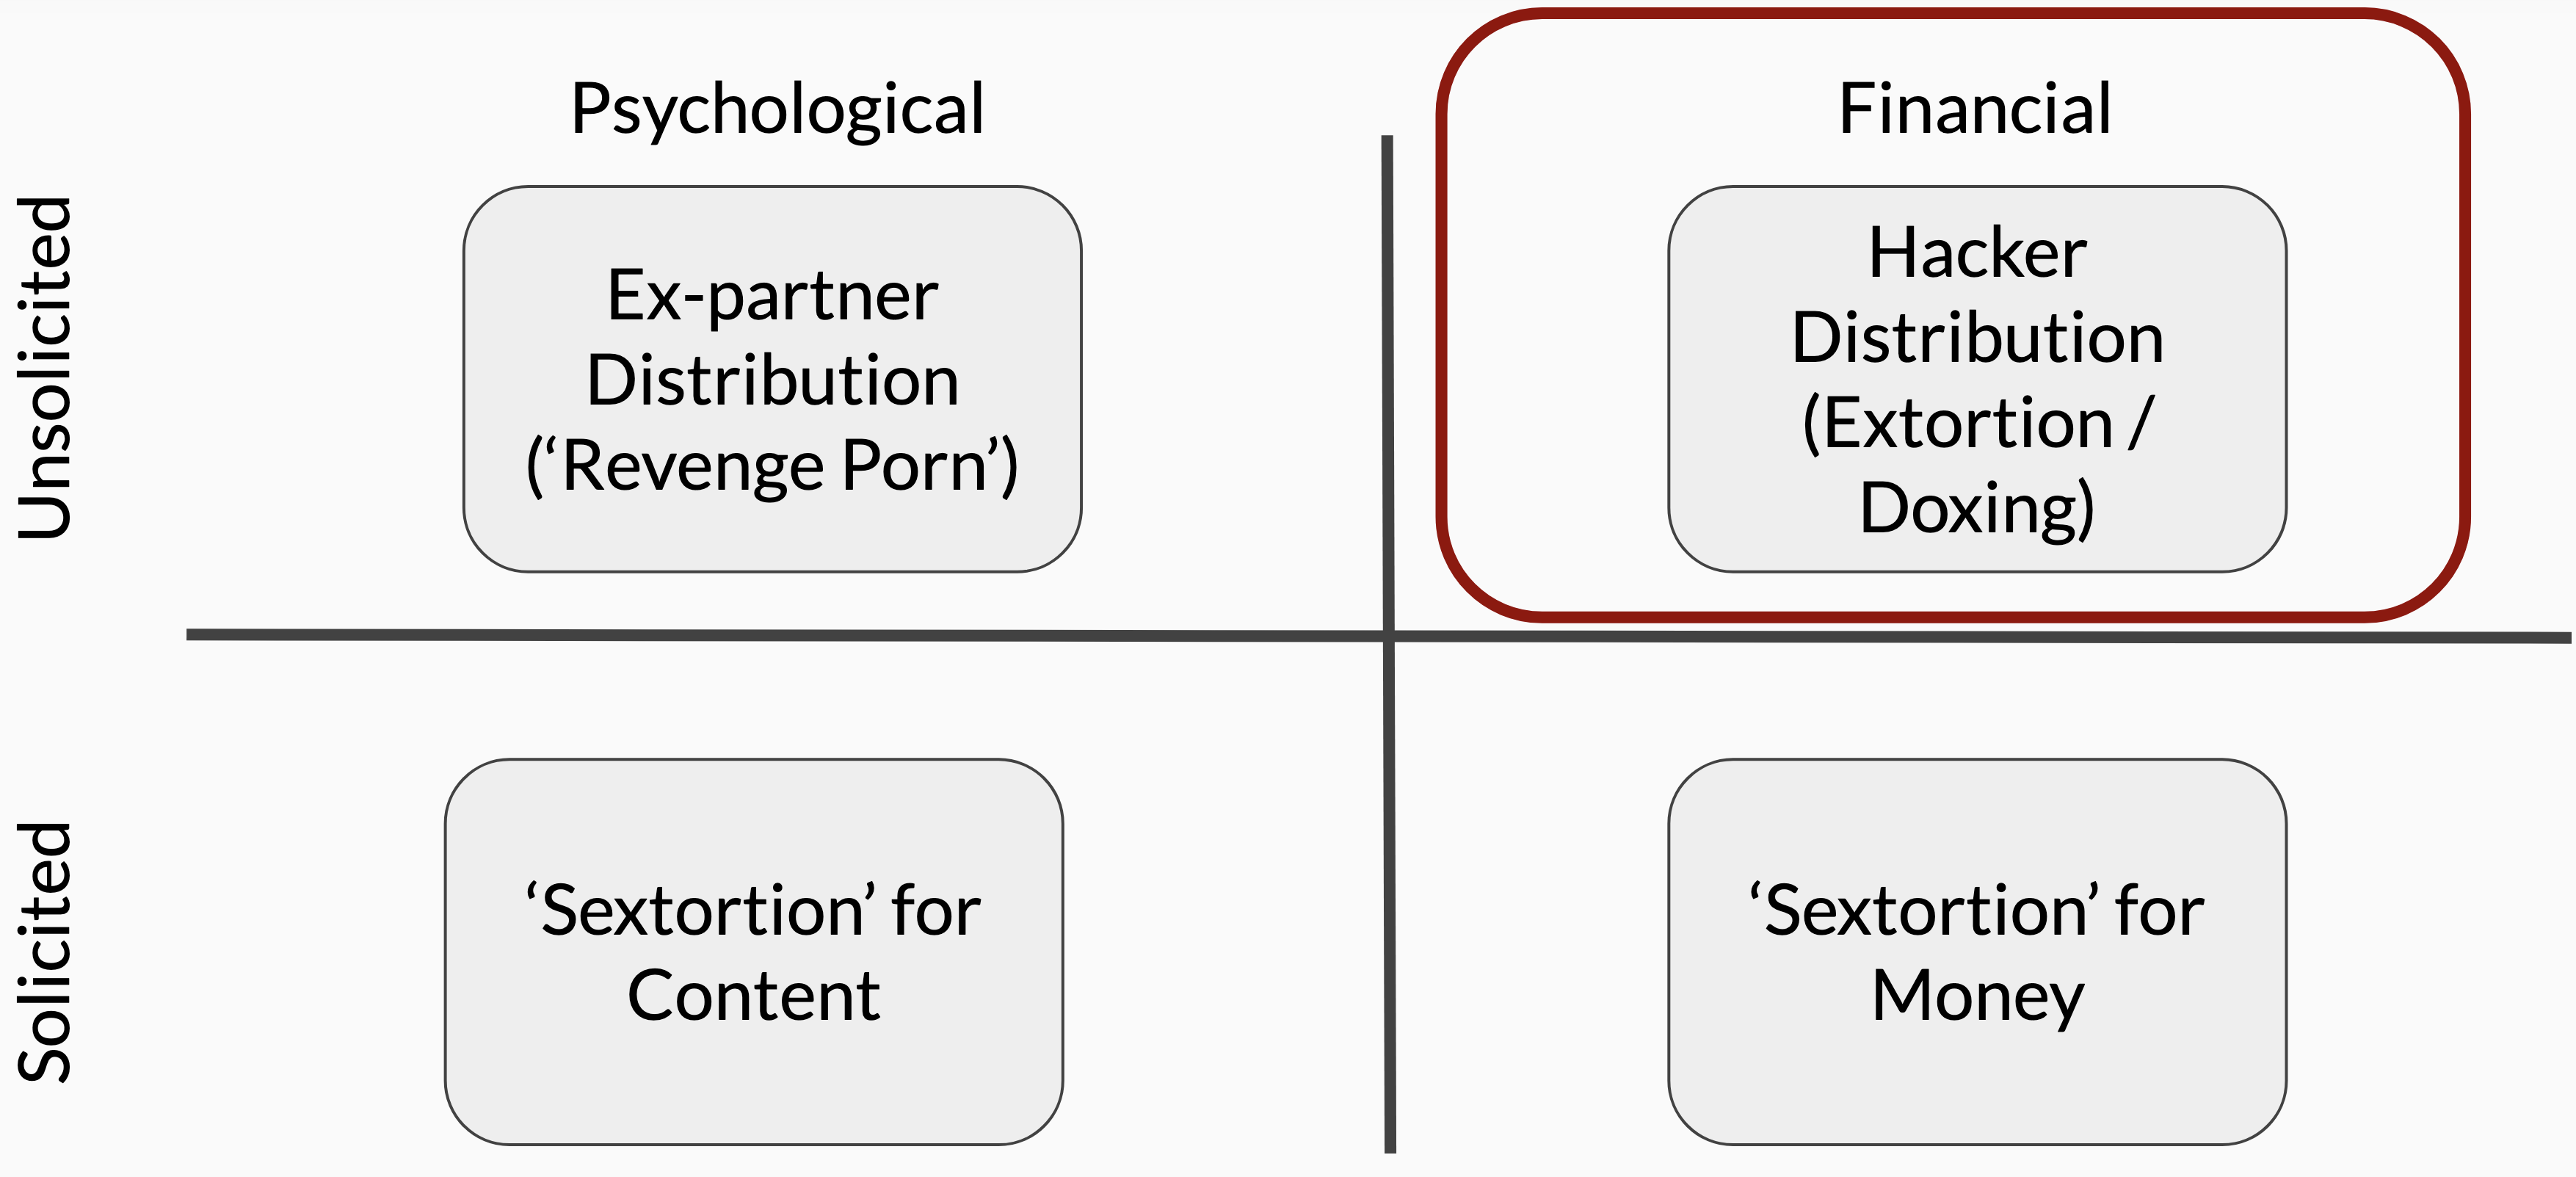 Psychological
Financial
Unsolicited
Ex-partner
Distribution
(‘Revenge Porn’)
Hacker
Distribution
(Extortion /
Doxing)
Solicited
‘Sextortion’ for
Content
‘Sextortion’ for
Money